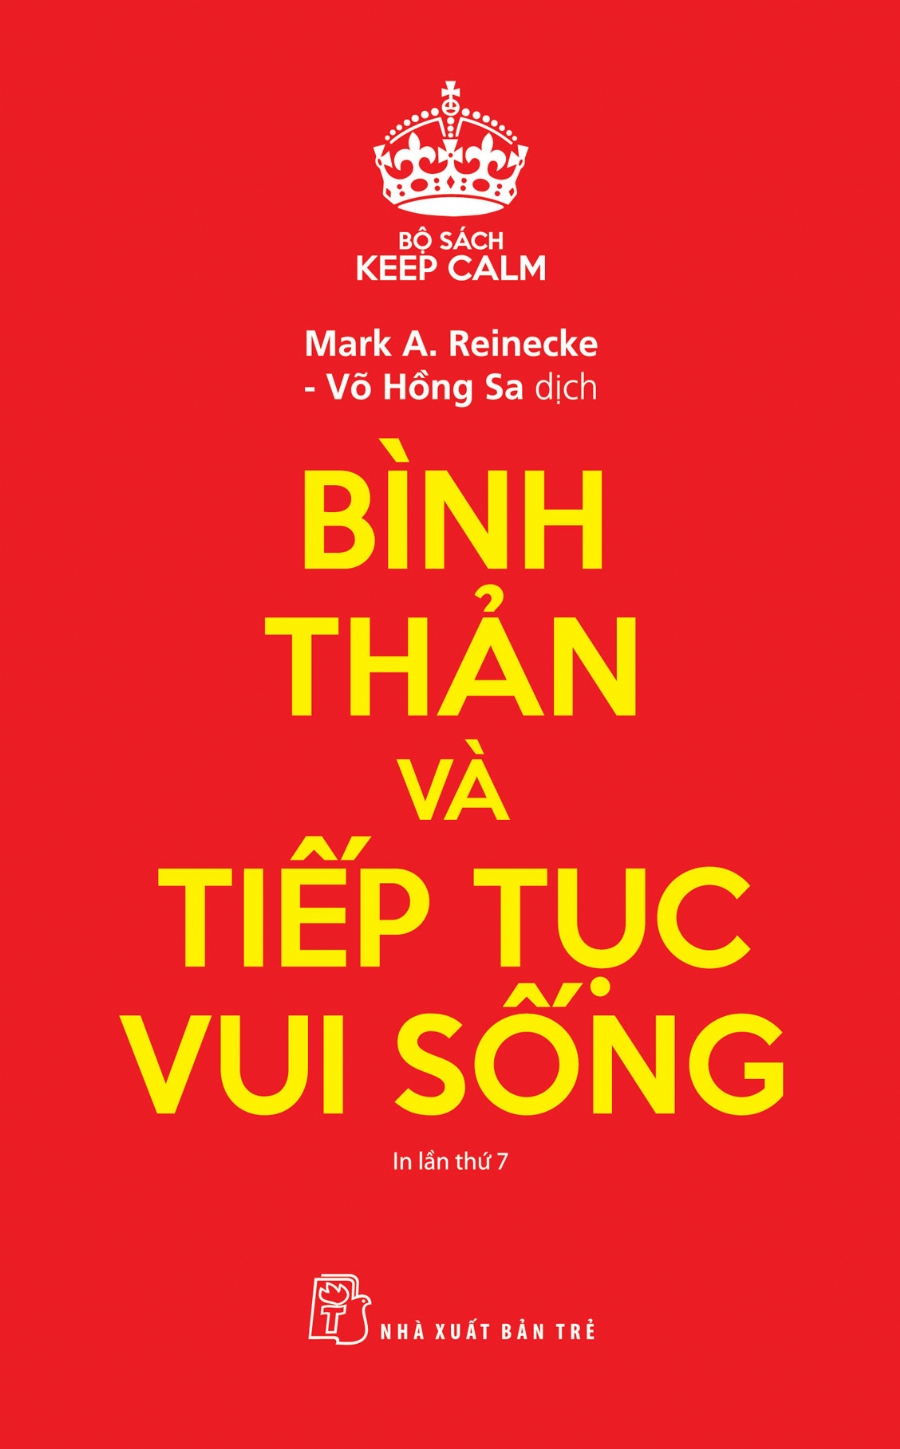 BỘ SÁCH
KEEP CALM
Mark A. Reinecke
- Võ Hồng Sa dịch
BÌNH
THẢN
VÀ
TIẾP TỤC
VUI SỐNG
In lần thứ 7
T
NHÀ XUẤT BẢN TRẺ